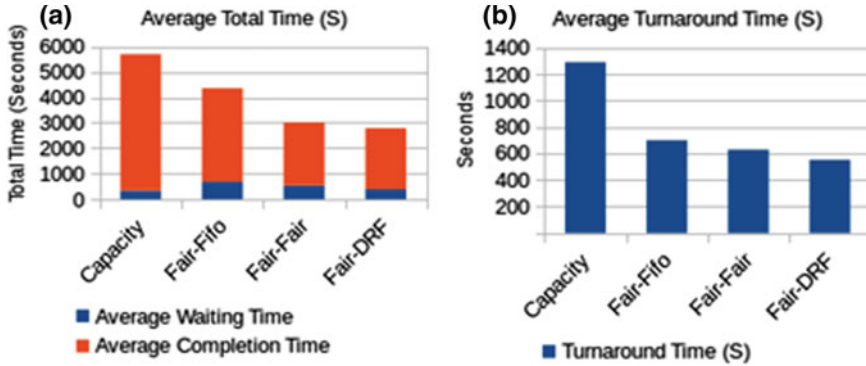 (a)
Average Total Time (S)
Total Time (Seconds)
6000
5000
4000
3000
2000
1000
0
Capacity
Fair-Fifo
Fair-Fair
Fair-DRF
Average Waiting Time
Average Completion Time
(b)
Average Turnaround Time (S)
Seconds
1400
1200
1000
800
600
400
200
Capacity
Fair-Fifo
Fair-Fair
Fair-DRF
Turnaround Time (S)